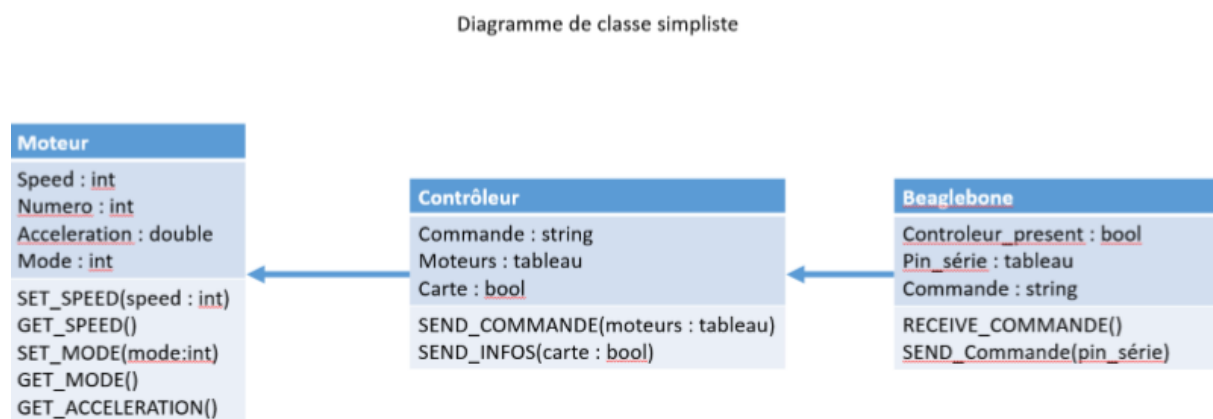 Diagramme de classe simpliste
Moteur
Speed : int
Numero : int
Acceleration : double
Mode : int
SET_SPEED(speed : int)
GET_SPEED()
SET_MODE(mode:int)
GET_MODE()
GET_ACCELERATION()
Contrôleur
Commande : string
Moteurs : tableau
Carte : bool
SEND_COMMANDE(moteurs : tableau)
SEND_INFOS(carte : bool)
Beaglebone
Controleur_present : bool
Pin_série : tableau
Commande : string
RECEIVE_COMMANDE()
SEND_Commande(pin_série)